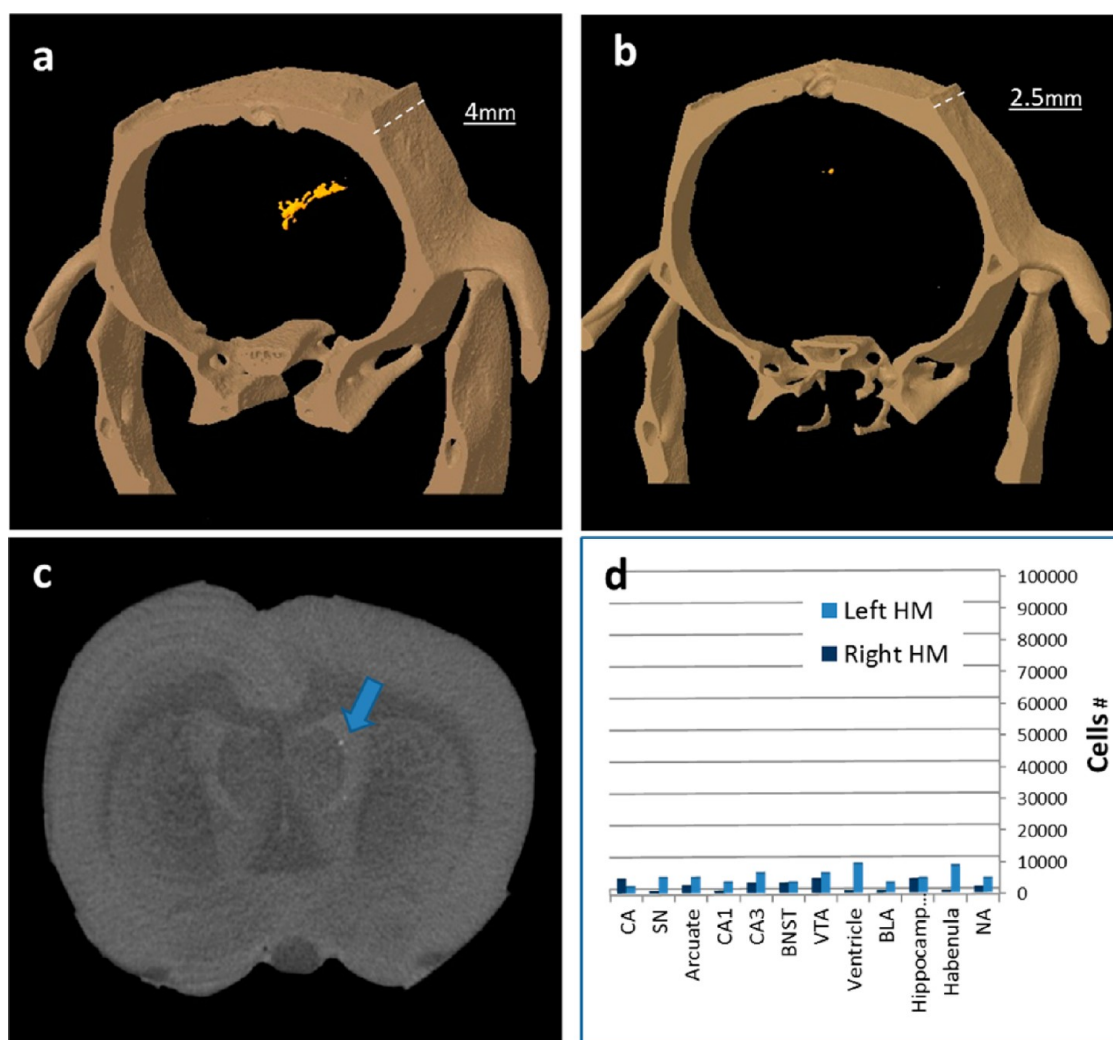 a
4mm
b
2.5mm
c
d
Left HM
Right HM
100000
90000
80000
70000
60000
50000
40000
30000
20000
10000
0
Cells #
CA
SN
Arcuate
CA1
CA3
BNST
VTA
Ventricle
BLA
Hippocamp...
Habenula
NA